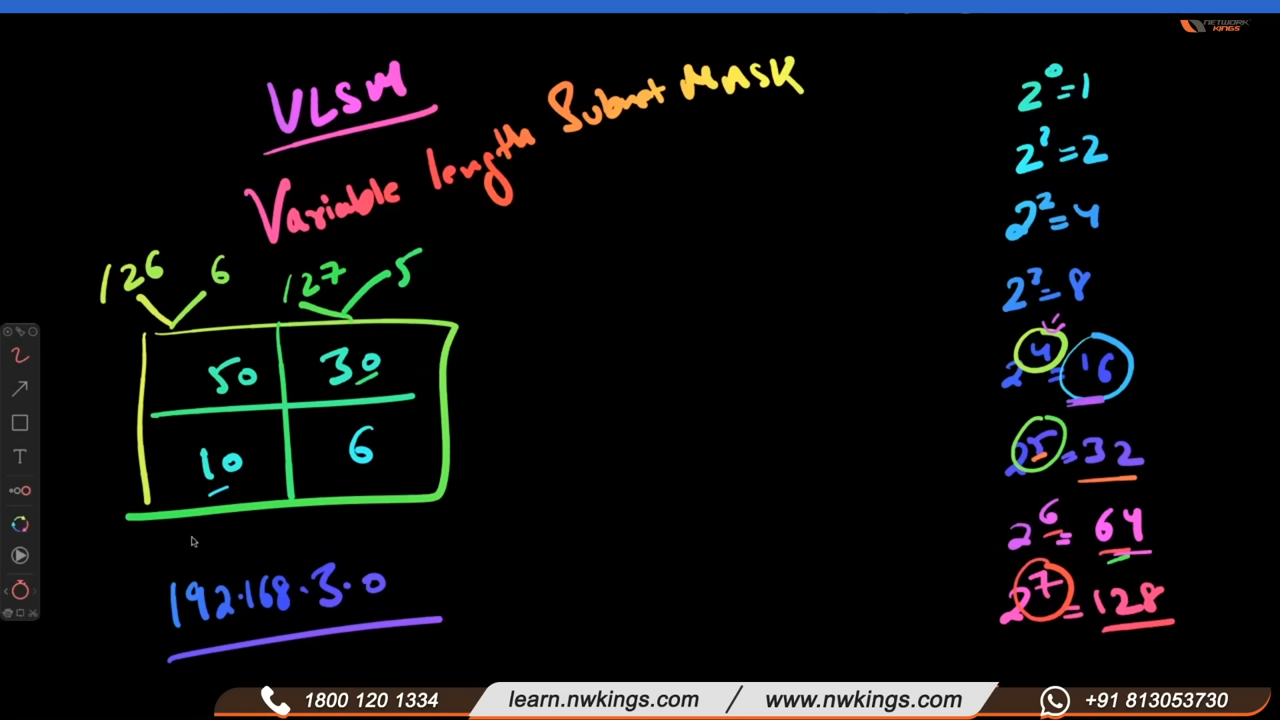 NETWORK
KINGS
VLSM
Variable length Subnet MASK
126 6 127 5
50 30
10 6
192.168.3.0
2^0=1
2^1=2
2^2=4
2^3=8
2^4=16
2^5=32
2^6=64
2^7=128
T
1800 120 1334 learn.nwkings.com / www.nwkings.com +91 813053730